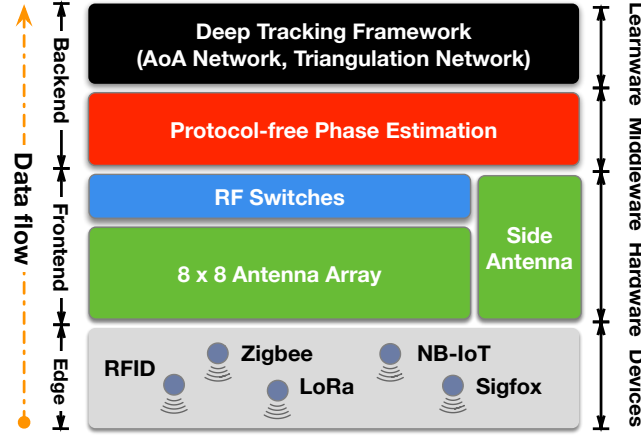 Deep Tracking Framework
(AoA Network, Triangulation Network)
Protocol-free Phase Estimation
RF Switches
8 x 8 Antenna Array
Side
Antenna
RFID
Zigbee
LoRa
NB-IoT
Sigfox
Data flow
Backend
Frontend
Edge
Learnware
Middleware
Hardware
Devices